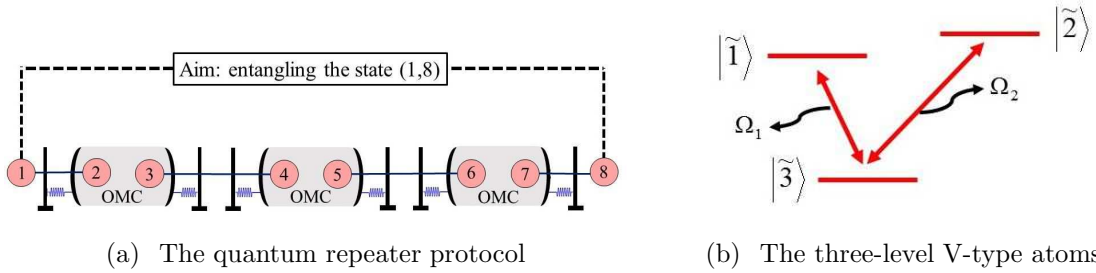 Aim: entangling the state (1,8)
1 2 3 4 5 6 7 8
OMC OMC OMC
(a) The quantum repeater protocol
|1̃⟩
|2̃⟩
Ω₁
Ω₂
|3̃⟩
(b) The three-level V-type atoms